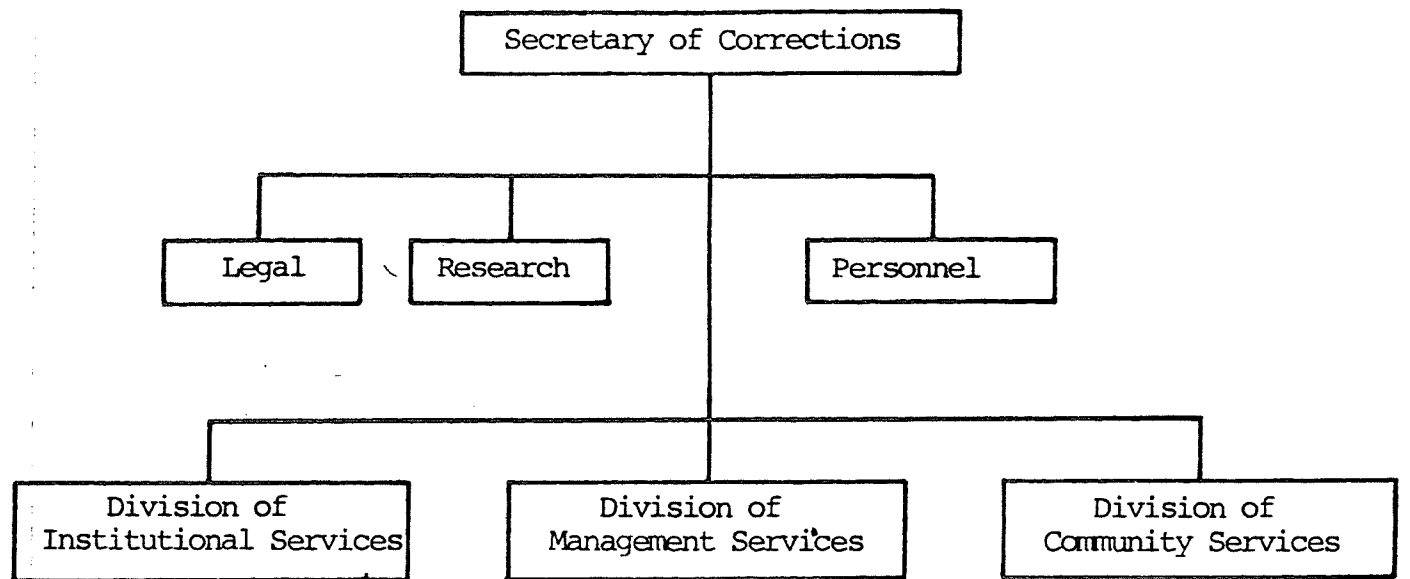 Secretary of Corrections
Legal
Research
Personnel
Division of
Institutional Services
Division of
Management Services
Division of
Community Services